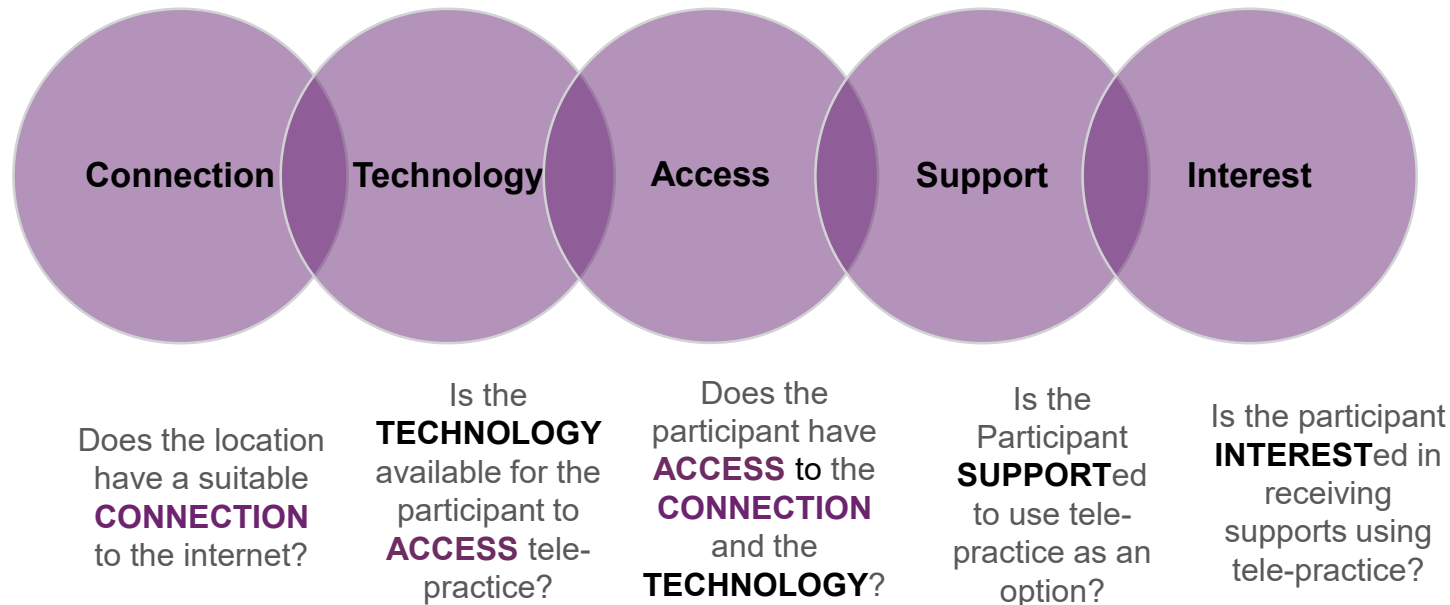 Connection
Technology
Access
Support
Interest
Does the location
have a suitable
CONNECTION
to the internet?
Is the
TECHNOLOGY
available for the
participant to
ACCESS tele-
practice?
Does the
participant have
ACCESS to the
CONNECTION
and the
TECHNOLOGY?
Is the
Participant
SUPPORTed
to use tele-
practice as an
option?
Is the participant
INTERESTed in
receiving
supports using
tele-practice?